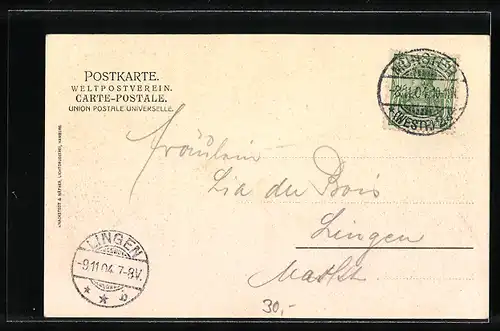 POSTKARTE.
WELTPOSTVEREIN.
CARTE-POSTALE.
UNION POSTALE UNIVERSELLE.
MÜNSTER
(WESTF)
Fräulein
Lia du Bois
Lingen
LINGEN
-9.11.04.7-8V.
* * b
30,-